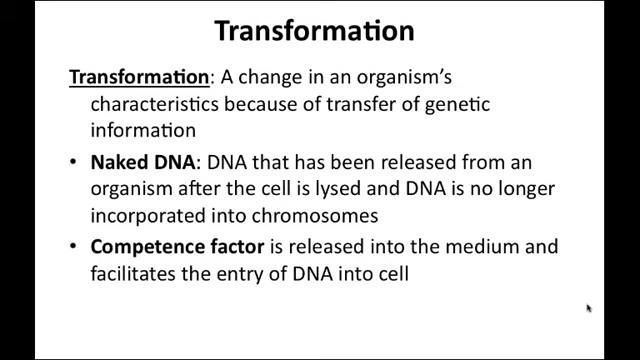 Transformation
Transformation: A change in an organism's
characteristics because of transfer of genetic
information
• Naked DNA: DNA that has been released from an
organism after the cell is lysed and DNA is no longer
incorporated into chromosomes
• Competence factor is released into the medium and
facilitates the entry of DNA into cell